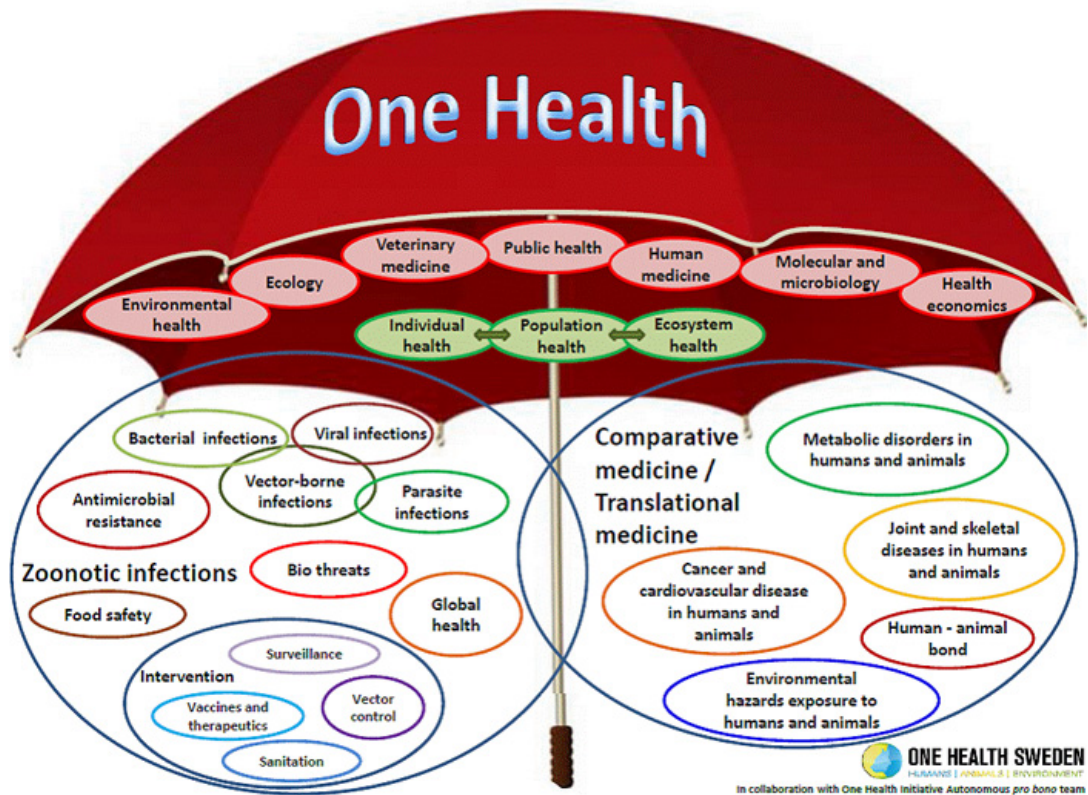 One Health
Public health
Veterinary
medicine
Human
medicine
Ecology
Molecular and
microbiology
Environmental
health
Health
economics
Individual
health
Population
health
Ecosystem
health
Bacterial infections
Viral infections
Vector-borne
infections
Parasite
infections
Antimicrobial
resistance
Zoonotic infections
Bio threats
Food safety
Global
health
Intervention
Surveillance
Vaccines and
therapeutics
Vector
control
Sanitation
Comparative
medicine /
Translational
medicine
Metabolic disorders in
humans and animals
Joint and skeletal
diseases in humans
and animals
Cancer and
cardiovascular disease
in humans and
animals
Human - animal
bond
Environmental
hazards exposure to
humans and animals
ONE HEALTH SWEDEN
HUMANS | ANIMALS | ENVIRONMENT
In collaboration with One Health Initiative Autonomous pro bono team